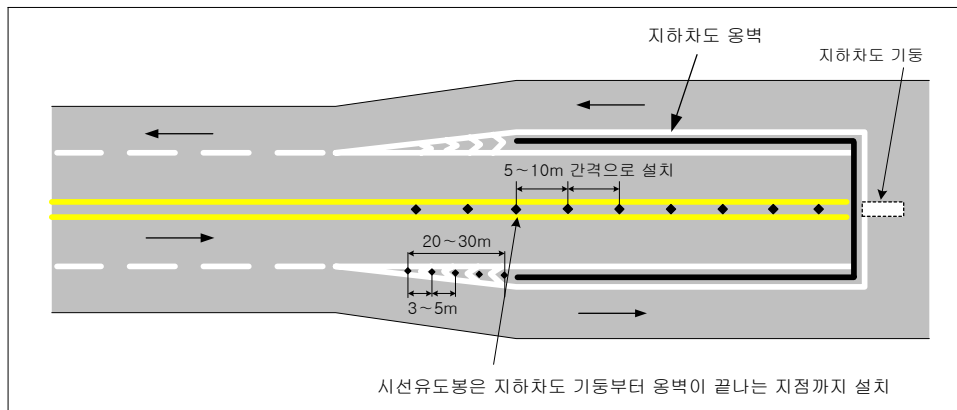 지하차도 옹벽
지하차도 기둥
5～10m 간격으로 설치
20～30m
3～5m
시선유도봉은 지하차도 기둥부터 옹벽이 끝나는 지점까지 설치